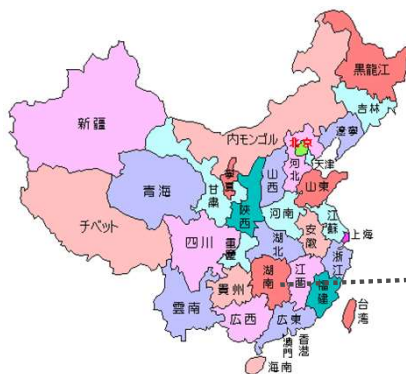 黒龍江
吉林
遼寧
内モンゴル
新疆
北京
天津
河北
山西
山東
寧夏
甘粛
青海
陝西
河南
江蘇
チベット
四川
重慶
湖北
安徽
上海
浙江
湖南
江西
貴州
福建
雲南
広西
広東
台湾
澳門
香港
海南